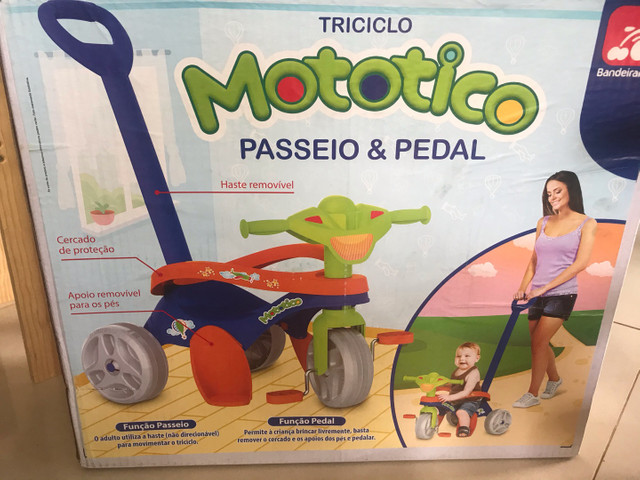 TRICICLO
Mototico
PASSEIO & PEDAL
Bandeiran
Haste removível
Cercado
de proteção
Apoio removível
para os pés
Mototico
Função Passeio
O adulto utiliza a haste (não direcionável)
para movimentar o triciclo.
Função Pedal
Permite à criança brincar livremente, basta
remover o cercado e os apoios dos pés e pedalar.